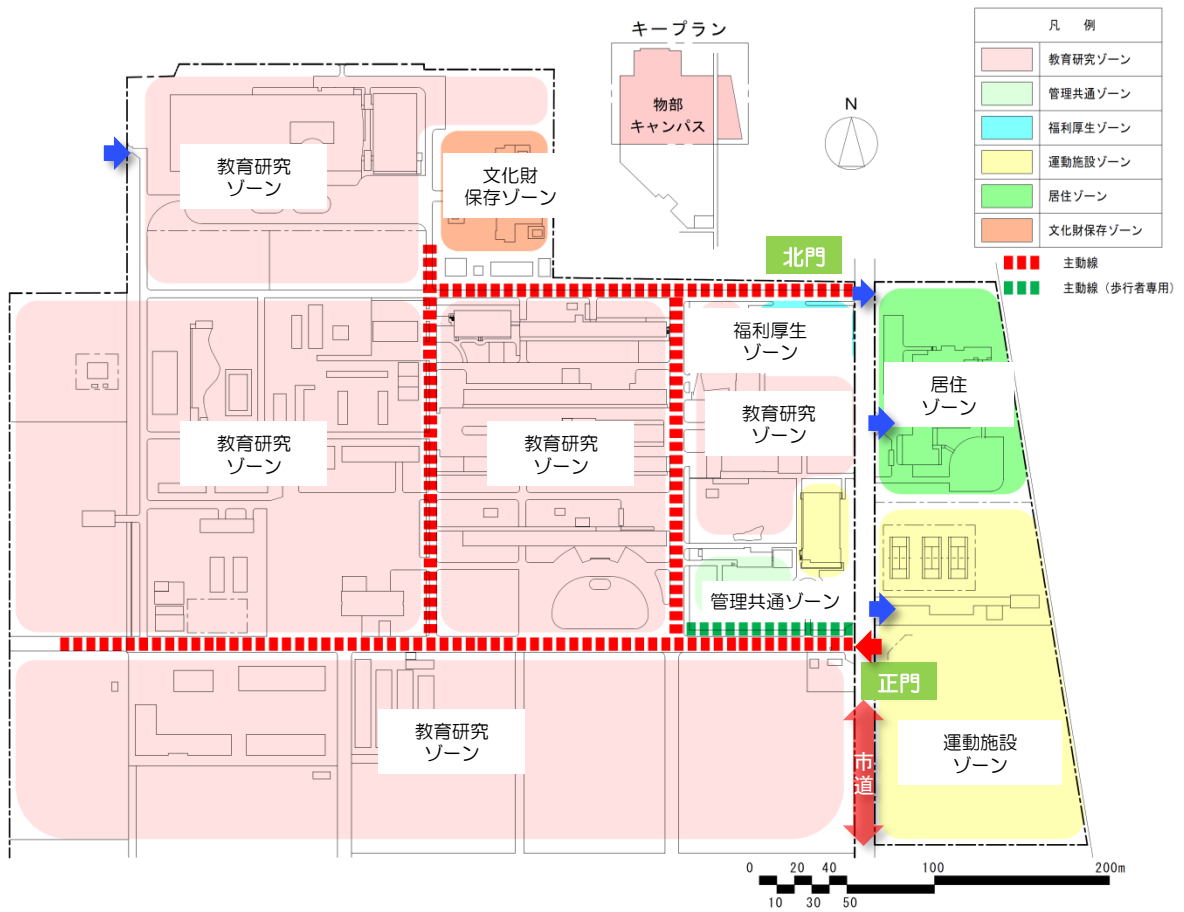 キープラン
物部
キャンパス
N
凡 例
教育研究ゾーン
管理共通ゾーン
福利厚生ゾーン
運動施設ゾーン
居住ゾーン
文化財保存ゾーン
主動線
主動線（歩行者専用）
教育研究
ゾーン
文化財
保存ゾーン
北門
福利厚生
ゾーン
居住
ゾーン
教育研究
ゾーン
教育研究
ゾーン
教育研究
ゾーン
管理共通ゾーン
正門
教育研究
ゾーン
市道
運動施設
ゾーン
0 20 40 100 200m
10 30 50